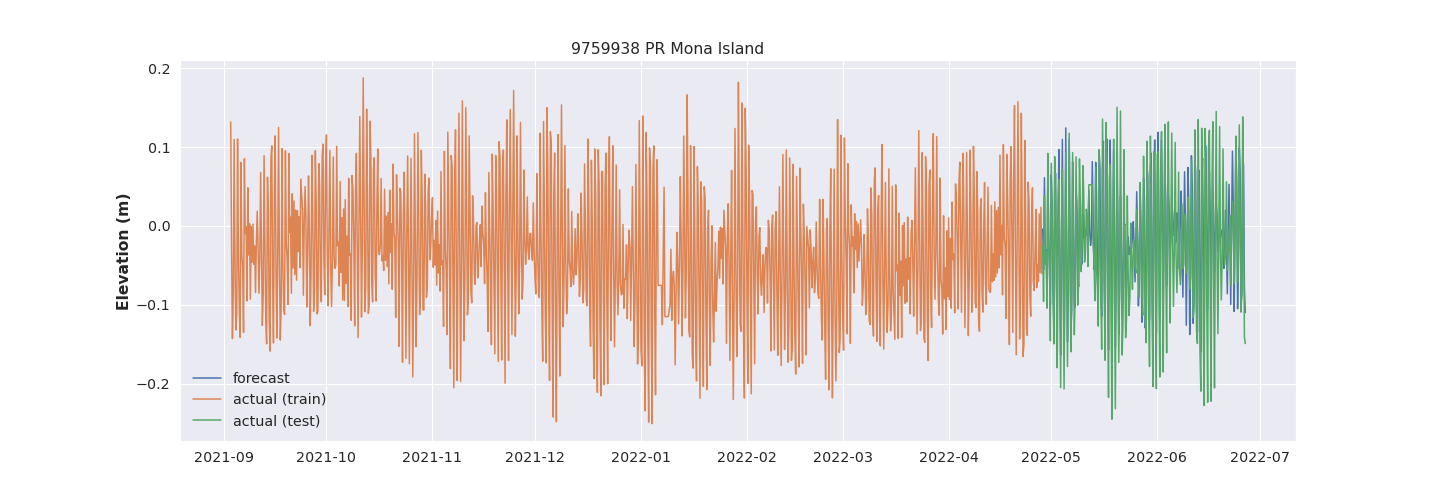 9759938 PR Mona Island
0.2
0.1
0.0
−0.1
−0.2
Elevation (m)
forecast
actual (train)
actual (test)
2021-09 2021-10 2021-11 2021-12 2022-01 2022-02 2022-03 2022-04 2022-05 2022-06 2022-07